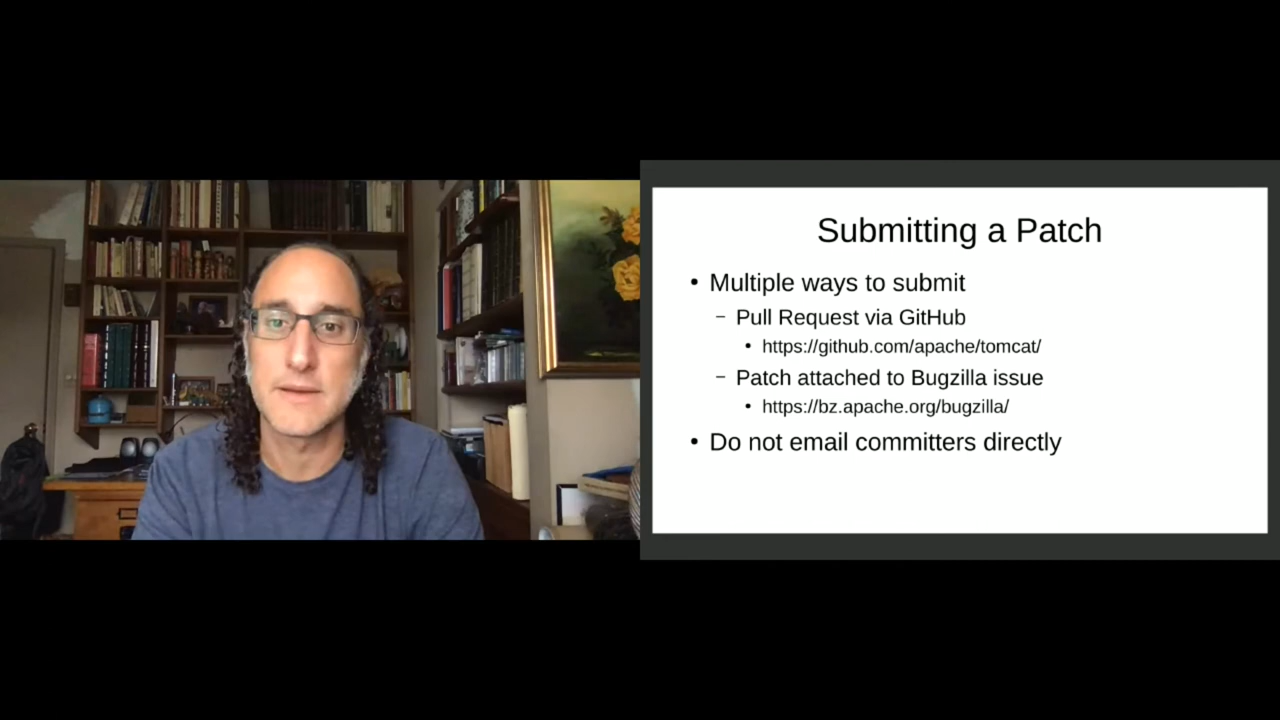 Submitting a Patch
• Multiple ways to submit
– Pull Request via GitHub
• https://github.com/apache/tomcat/
– Patch attached to Bugzilla issue
• https://bz.apache.org/bugzilla/
• Do not email committers directly